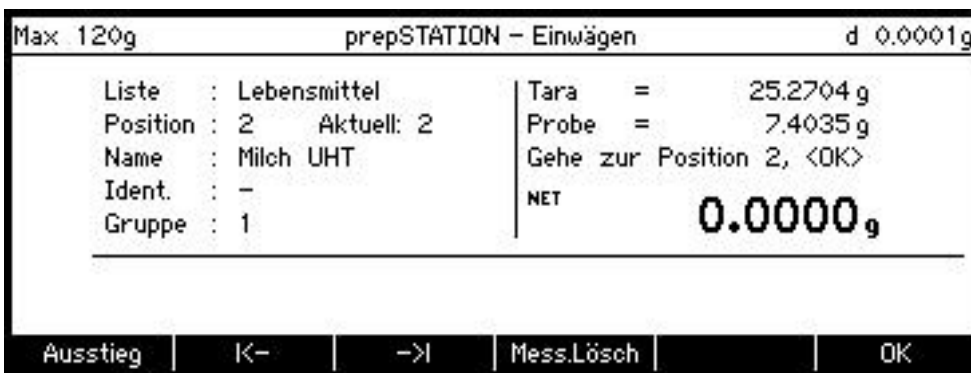 Max 120g prepSTATION - Einwägen d 0.0001g
Liste : Lebensmittel
Position : 2 Aktuell: 2
Name : Milch UHT
Ident. : -
Gruppe : 1
Tara = 25.2704 g
Probe = 7.4035 g
Gehe zur Position 2, <OK>
NET 0.0000 g
Ausstieg |<- ->| Mess.Lösch OK